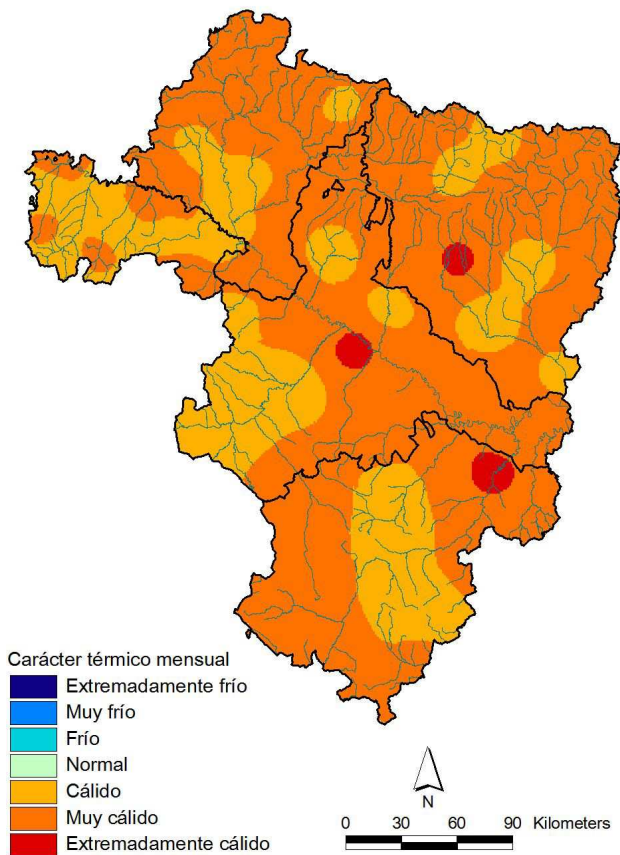 Carácter térmico mensual
Extremadamente frío
Muy frío
Frío
Normal
Cálido
Muy cálido
Extremadamente cálido
N
0 30 60 90 Kilometers